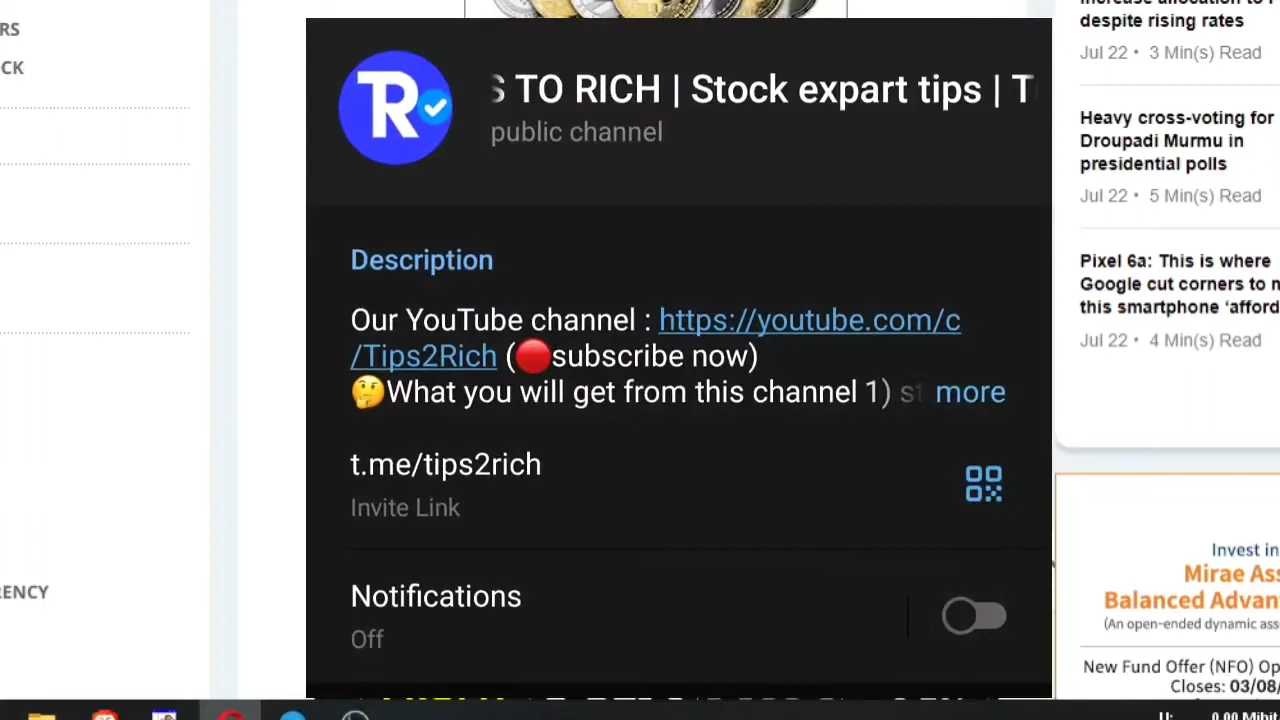 RS
CK
ENCY
TO RICH | Stock expart tips |
public channel
Description
Our YouTube channel : https://youtube.com/c
/Tips2Rich (🔴subscribe now)
🤔What you will get from this channel 1) st more
t.me/tips2rich
Invite Link
Notifications
Off
despite rising rates
Jul 22 • 3 Min(s) Read
Heavy cross-voting for
Droupadi Murmu in
presidential polls
Jul 22 • 5 Min(s) Read
Pixel 6a: This is where
Google cut corners to m
this smartphone ‘afford
Jul 22 • 4 Min(s) Read
Invest in
Mirae Ass
Balanced Advan
(An open-ended dynamic ass
New Fund Offer (NFO) Op
Closes: 03/08/